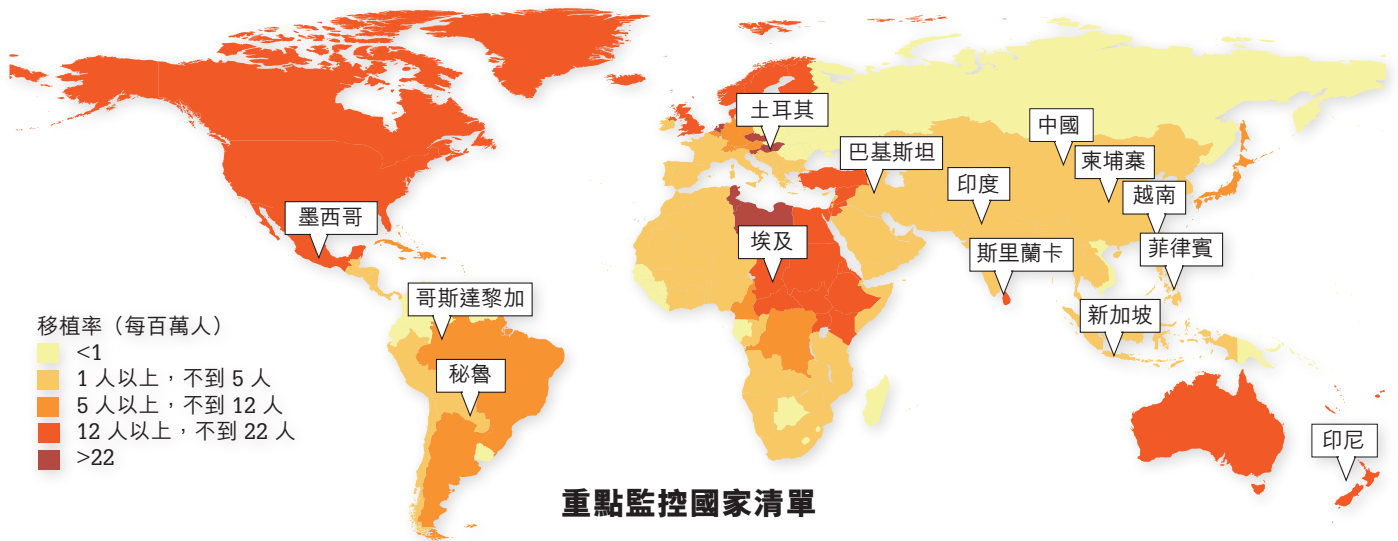 土耳其
中國
巴基斯坦
柬埔寨
印度
越南
墨西哥
埃及
斯里蘭卡
菲律賓
哥斯達黎加
新加坡
秘魯
印尼
移植率（每百萬人）
<1
1 人以上，不到 5 人
5 人以上，不到 12 人
12 人以上，不到 22 人
>22
重點監控國家清單